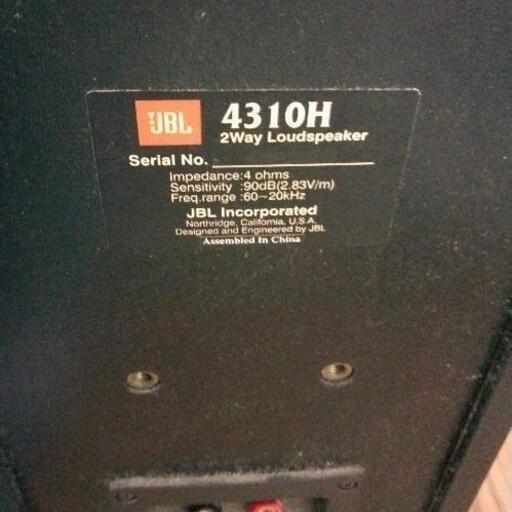 JBL 4310H
2Way Loudspeaker
Serial No.
Impedance:4 ohms
Sensitivity :90dB(2.83V/m)
Freq.range :60~20kHz
JBL Incorporated
Northridge, California, U.S.A.
Designed and Engineered by JBL
Assembled In China